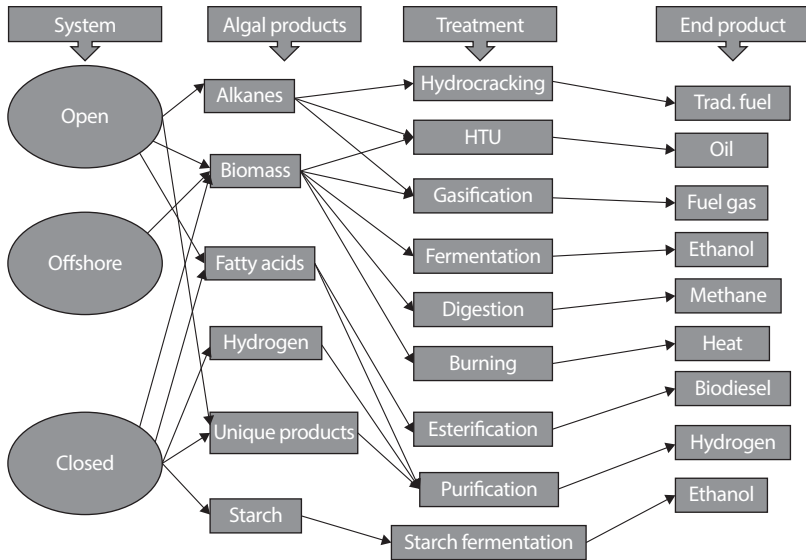 System
Algal products
Treatment
End product
Open
Offshore
Closed
Alkanes
Biomass
Fatty acids
Hydrogen
Unique products
Starch
Hydrocracking
HTU
Gasification
Fermentation
Digestion
Burning
Esterification
Purification
Starch fermentation
Trad. fuel
Oil
Fuel gas
Ethanol
Methane
Heat
Biodiesel
Hydrogen
Ethanol